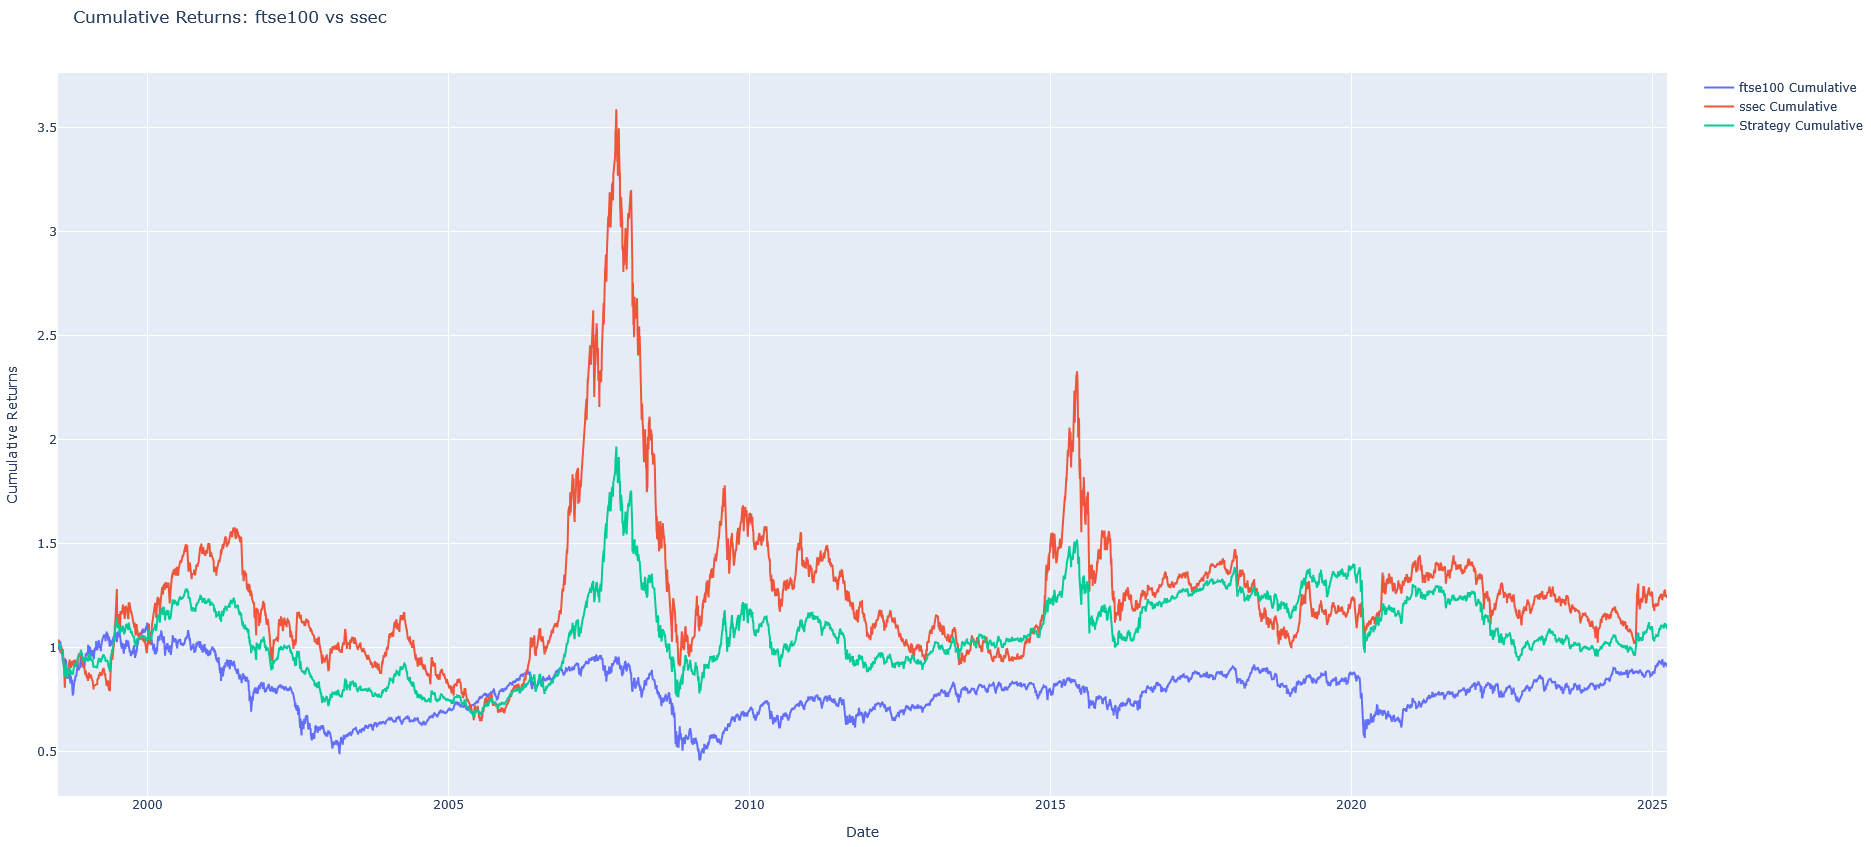 Cumulative Returns: ftse100 vs ssec
ftse100 Cumulative
ssec Cumulative
Strategy Cumulative
Cumulative Returns
3.5
3
2.5
2
1.5
1
0.5
2000
2005
2010
2015
2020
2025
Date